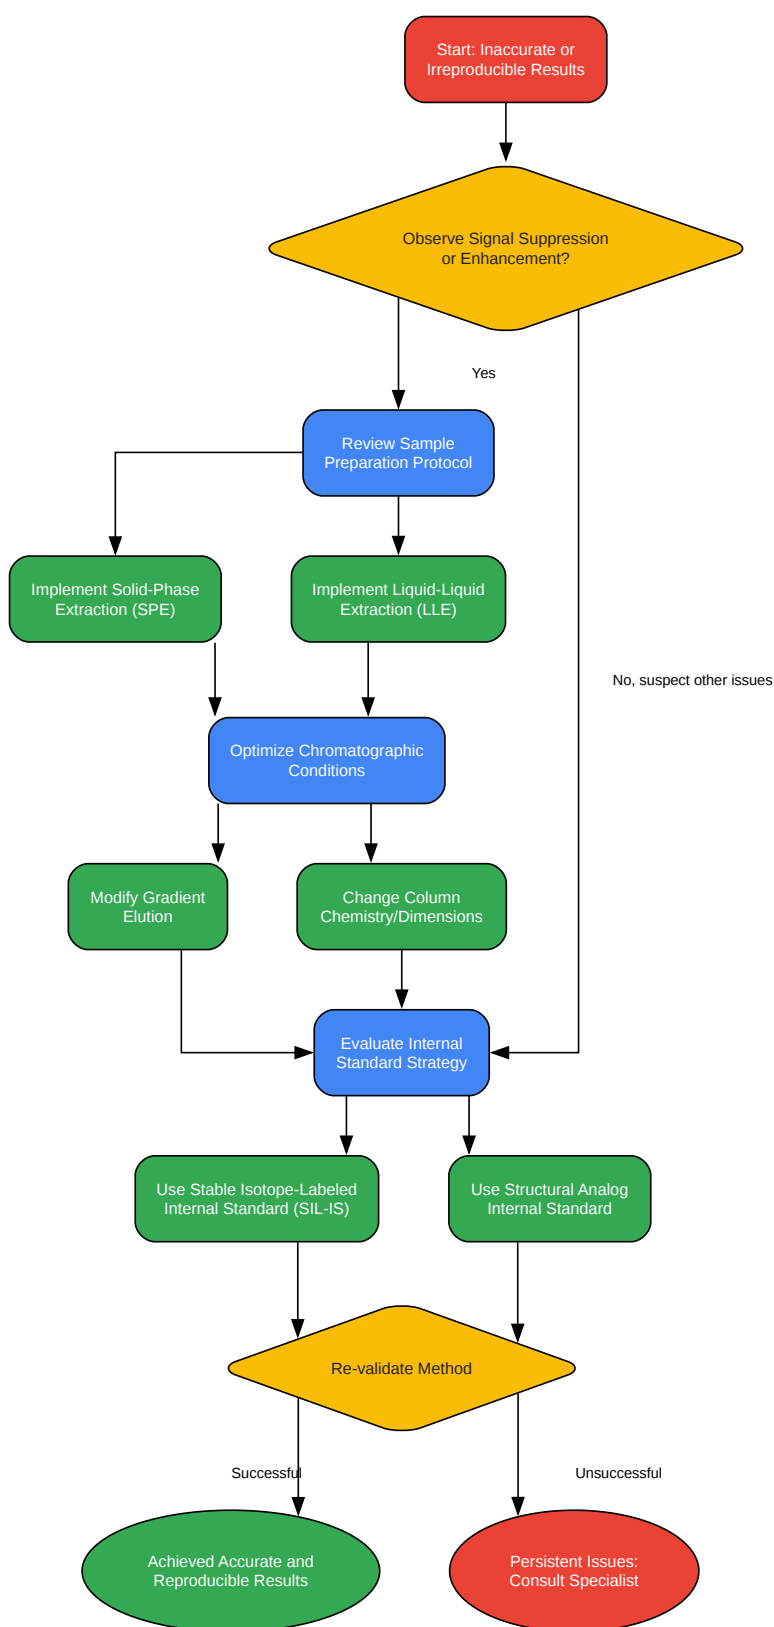 Start: Inaccurate or
Irreproducible Results
Observe Signal Suppression
or Enhancement?
Yes
Review Sample
Preparation Protocol
Implement Solid-Phase
Extraction (SPE)
Implement Liquid-Liquid
Extraction (LLE)
No, suspect other issues
Optimize Chromatographic
Conditions
Modify Gradient
Elution
Change Column
Chemistry/Dimensions
Evaluate Internal
Standard Strategy
Use Stable Isotope-Labeled
Internal Standard (SIL-IS)
Use Structural Analog
Internal Standard
Re-validate Method
Successful
Unsuccessful
Achieved Accurate and
Reproducible Results
Persistent Issues:
Consult Specialist